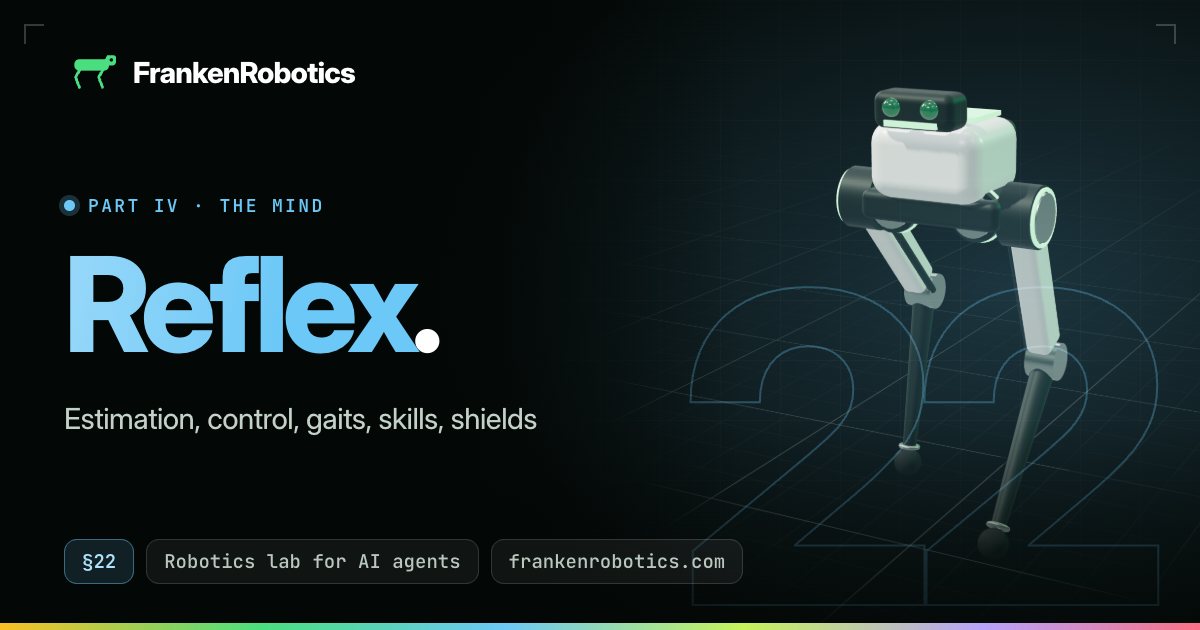 FrankenRobotics
PART IV · THE MIND
Reflex.
Estimation, control, gaits, skills, shields
§22
Robotics lab for AI agents
frankenrobotics.com
22